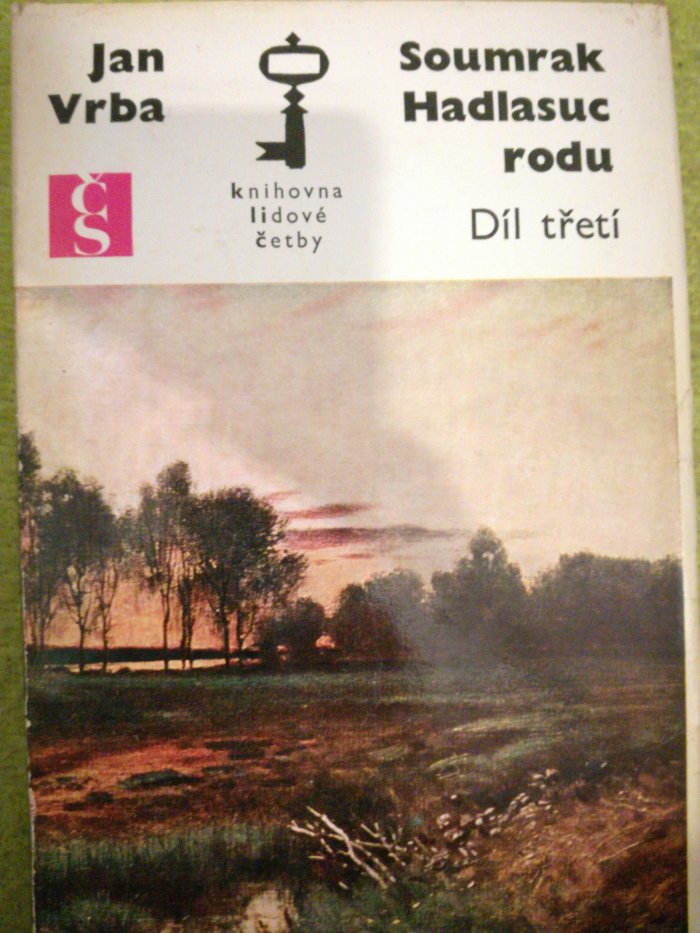 Jan
Vrba
ČS
knihovna
lidové
četby
Soumrak
Hadlasuc
rodu
Díl třetí